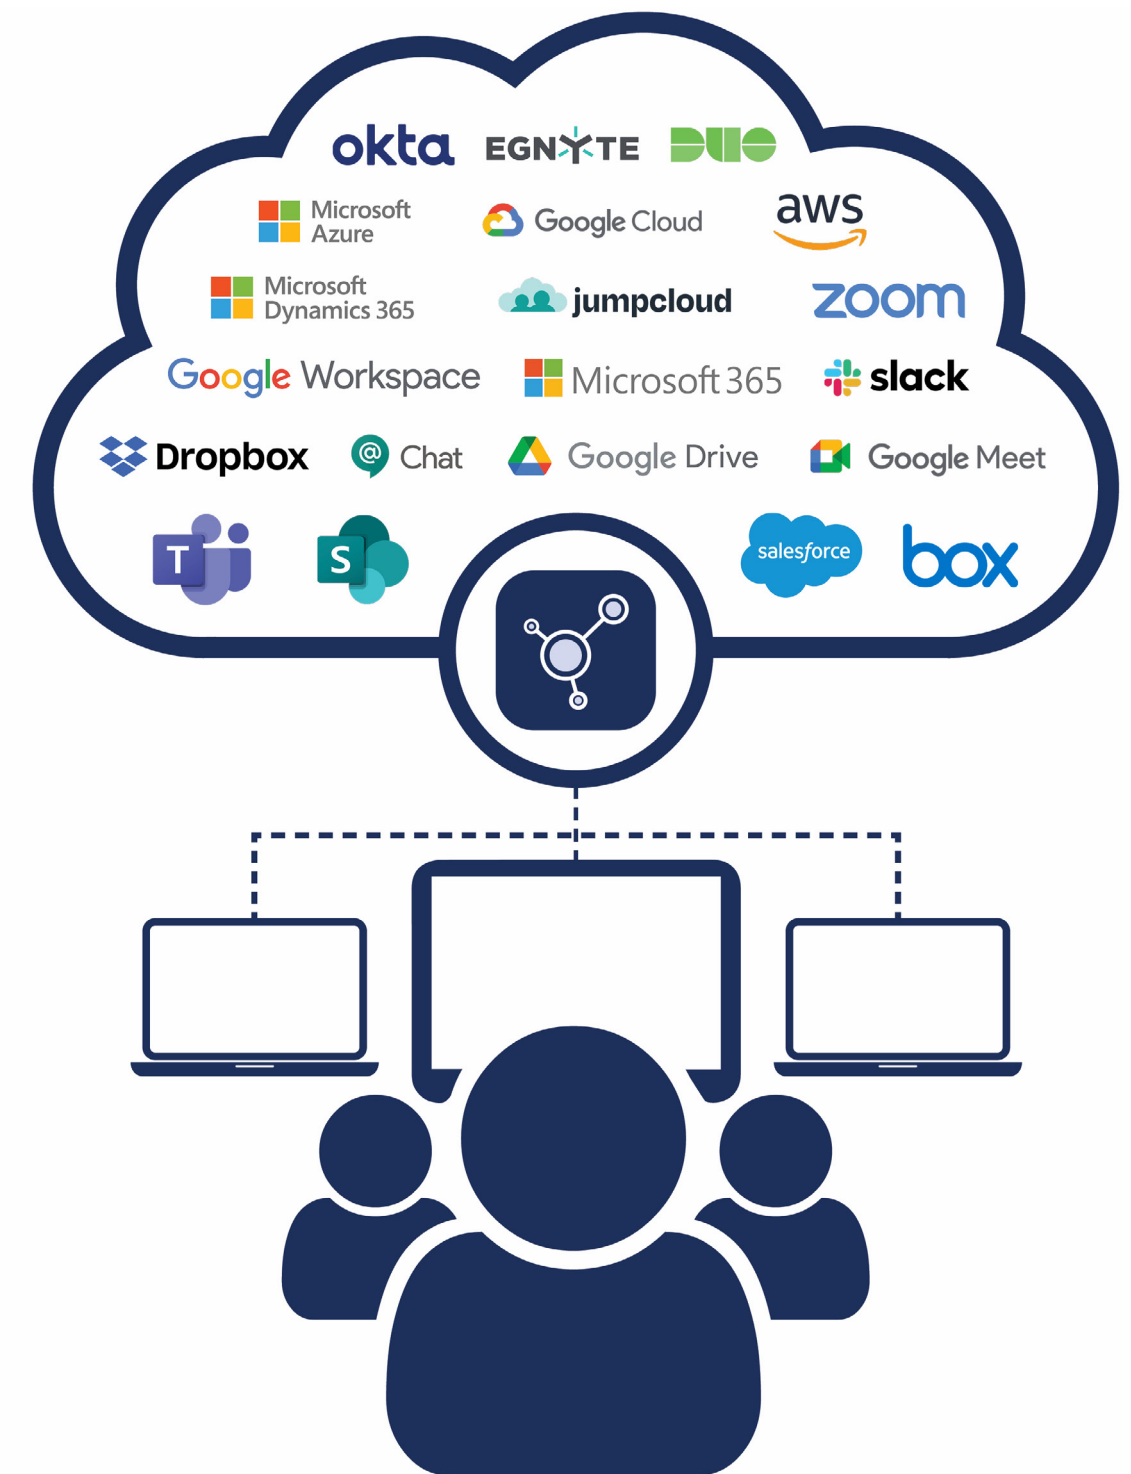 okta EGNYTE DUO
Microsoft Azure Google Cloud aws
Microsoft Dynamics 365 jumpcloud zoom
Google Workspace Microsoft 365 slack
Dropbox @ Chat Google Drive Google Meet
T S salesforce box